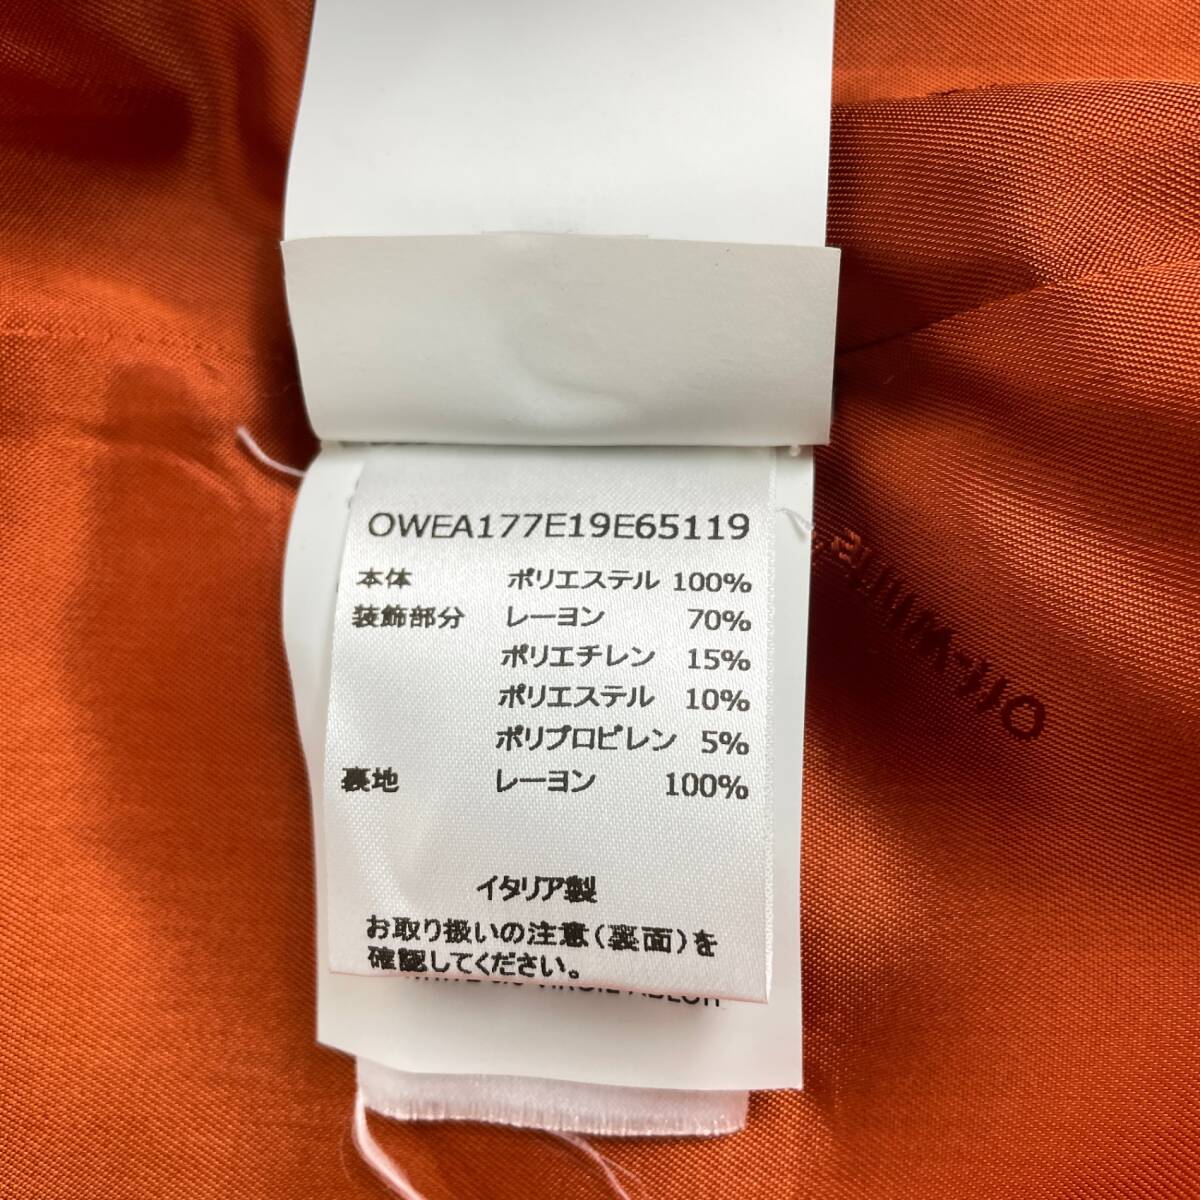 OWEA177E19E65119
本体 ポリエステル 100%
装飾部分 レーヨン 70%
ポリエチレン 15%
ポリエステル 10%
ポリプロピレン 5%
裏地 レーヨン 100%
イタリア製
お取り扱いの注意(裏面)を
確認してください。
OFF-WHITE